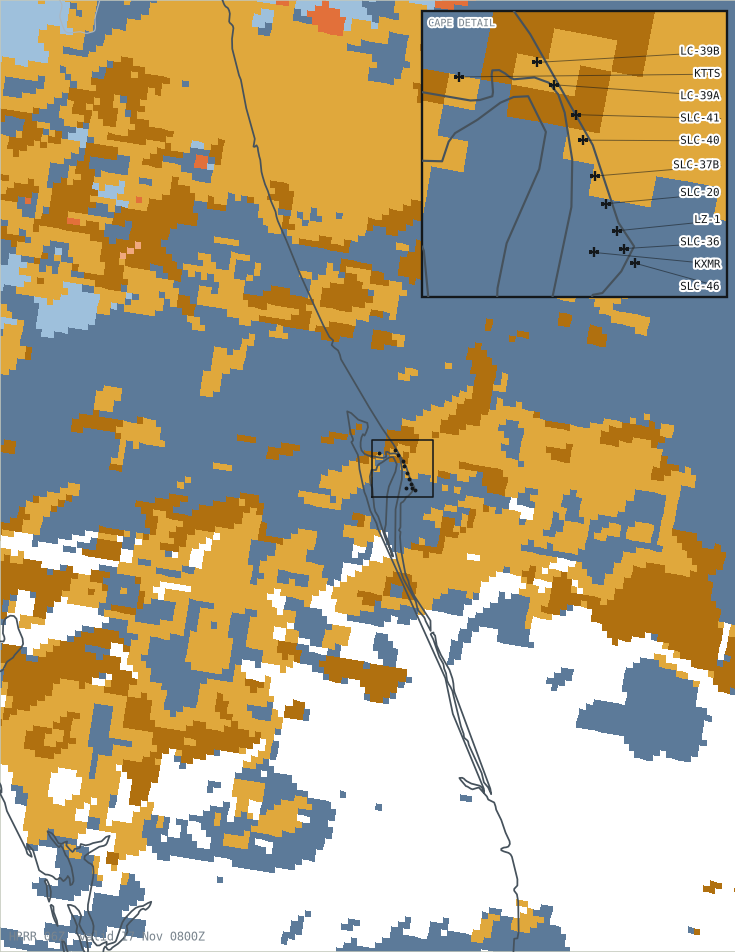 CAPE DETAIL
LC-39B
KTTS
LC-39A
SLC-41
SLC-40
SLC-37B
SLC-20
LZ-1
SLC-36
KXMR
SLC-46
17 Nov 0800Z